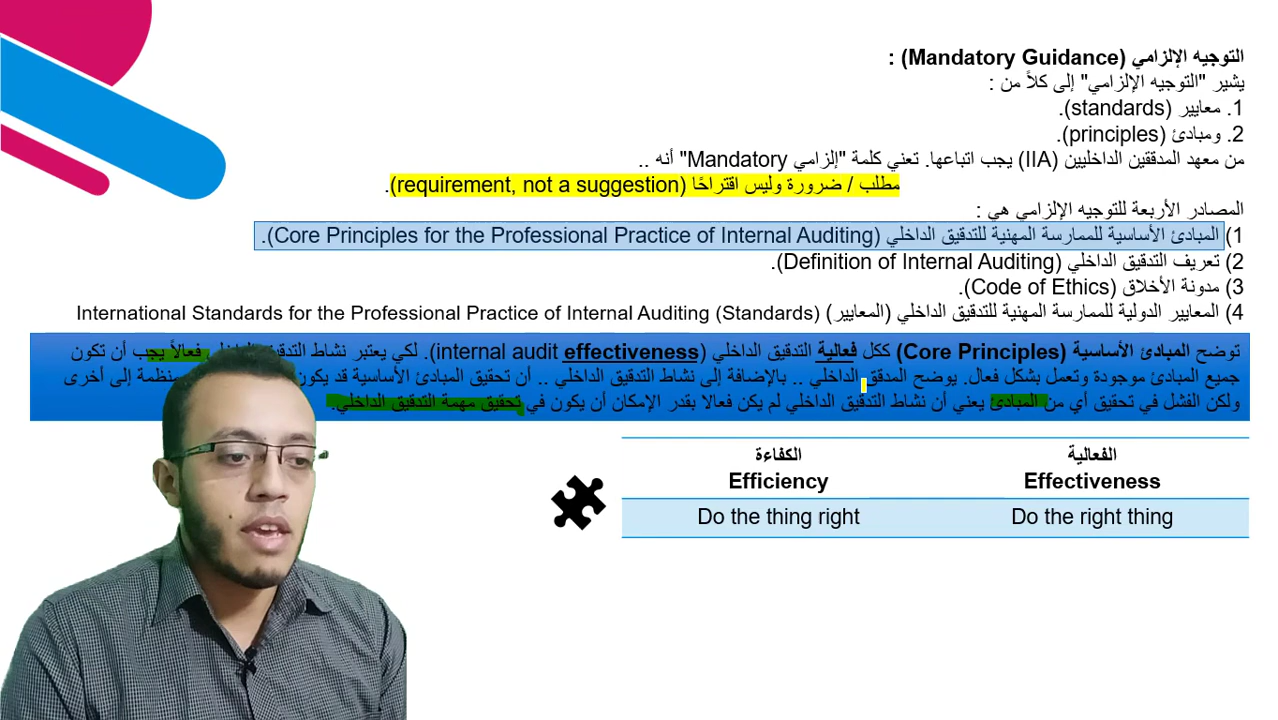 التوجيه الإلزامي (Mandatory Guidance) :
يشير "التوجيه الإلزامي" إلى كلاً من :
1. معايير (standards).
2. ومبادئ (principles).
من معهد المدققين الداخليين (IIA) يجب اتباعها. تعني كلمة "إلزامي Mandatory" أنه ..
مطلب / ضرورة وليس اقتراحًا (requirement, not a suggestion).
المصادر الأربعة للتوجيه الإلزامي هي :
1) المبادئ الأساسية للممارسة المهنية للتدقيق الداخلي (Core Principles for the Professional Practice of Internal Auditing).
2) تعريف التدقيق الداخلي (Definition of Internal Auditing).
3) مدونة الأخلاق (Code of Ethics).
4) المعايير الدولية للممارسة المهنية للتدقيق الداخلي (المعايير) International Standards for the Professional Practice of Internal Auditing (Standards)
توضح المبادئ الأساسية (Core Principles) ككل فعالية التدقيق الداخلي (internal audit effectiveness). لكي يعتبر نشاط التدقيق الداخلي فعالاً يجب أن تكون
جميع المبادئ موجودة وتعمل بشكل فعال. يوضح المدقق الداخلي .. بالإضافة إلى نشاط التدقيق الداخلي .. أن تحقيق المبادئ الأساسية قد يكون منظمة إلى أخرى
ولكن الفشل في تحقيق أي من المبادئ يعني أن نشاط التدقيق الداخلي لم يكن فعالا بقدر الإمكان أن يكون في تحقيق مهمة التدقيق الداخلي.
الفعالية الكفاءة
Effectiveness Efficiency
Do the right thing Do the thing right